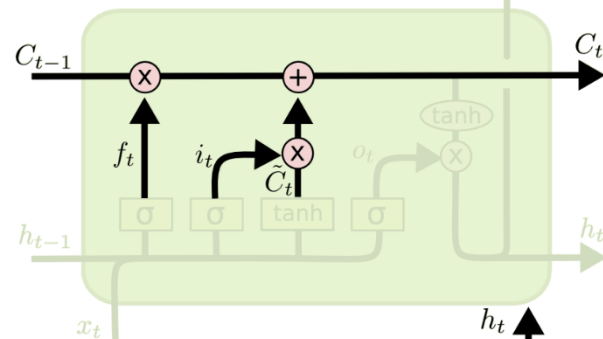 C_{t-1} C_t
x +
tanh
f_t i_t x o_t x
C̃_t
σ σ tanh σ
h_{t-1} h_t
x_t h_t